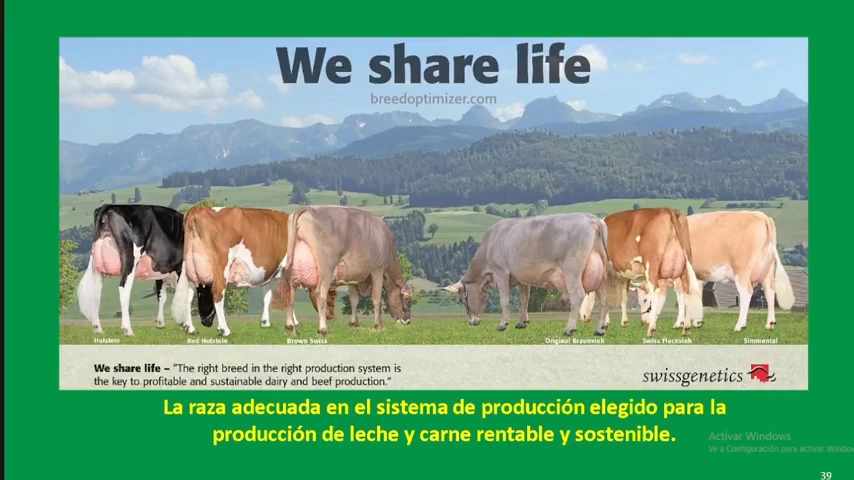 We share life
breedoptimizer.com
Holstein
Red Holstein
Brown Swiss
Original Braunvieh
Swiss Fleckvieh
Simmental
We share life – "The right breed in the right production system is
the key to profitable and sustainable dairy and beef production."
swissgenetics
La raza adecuada en el sistema de producción elegido para la
producción de leche y carne rentable y sostenible.
Activar Windows
Ve a Configuración para activar Windows
39